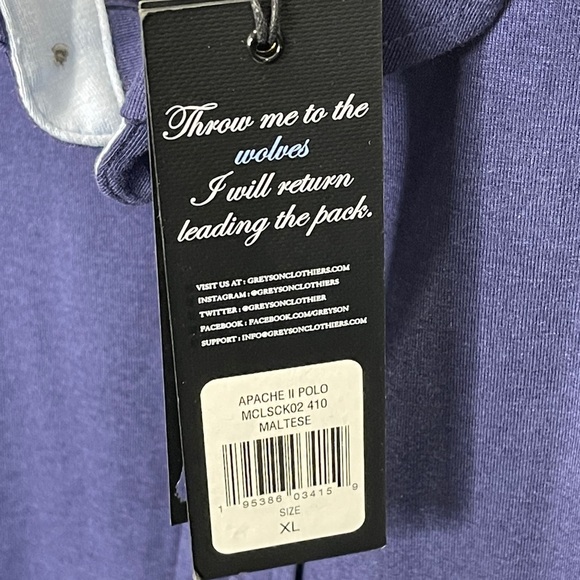 Throw me to the
wolves
I will return
leading the pack.
VISIT US AT : GREYSONCLOTHIERS.COM
INSTAGRAM : @GREYSONCLOTHIERS
TWITTER : @GREYSONCLOTHIER
FACEBOOK : FACEBOOK.COM/GREYSON
SUPPORT : INFO@GREYSONCLOTHIERS.COM
APACHE II POLO
MCLSCK02 410
MALTESE
1 95386 03415 9
SIZE
XL